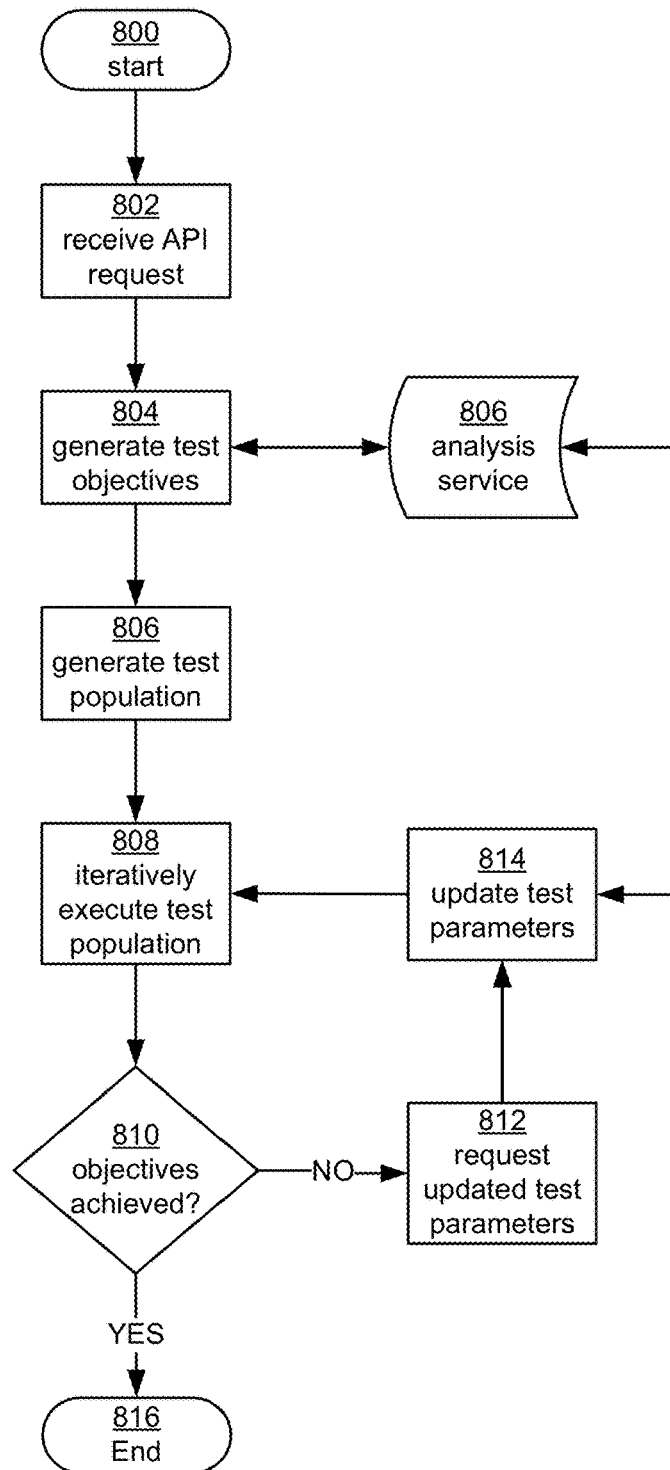 800
start
802
receive API
request
804
generate test
objectives
806
analysis
service
806
generate test
population
808
iteratively
execute test
population
814
update test
parameters
810
objectives
achieved?
NO
812
request
updated test
parameters
YES
816
End